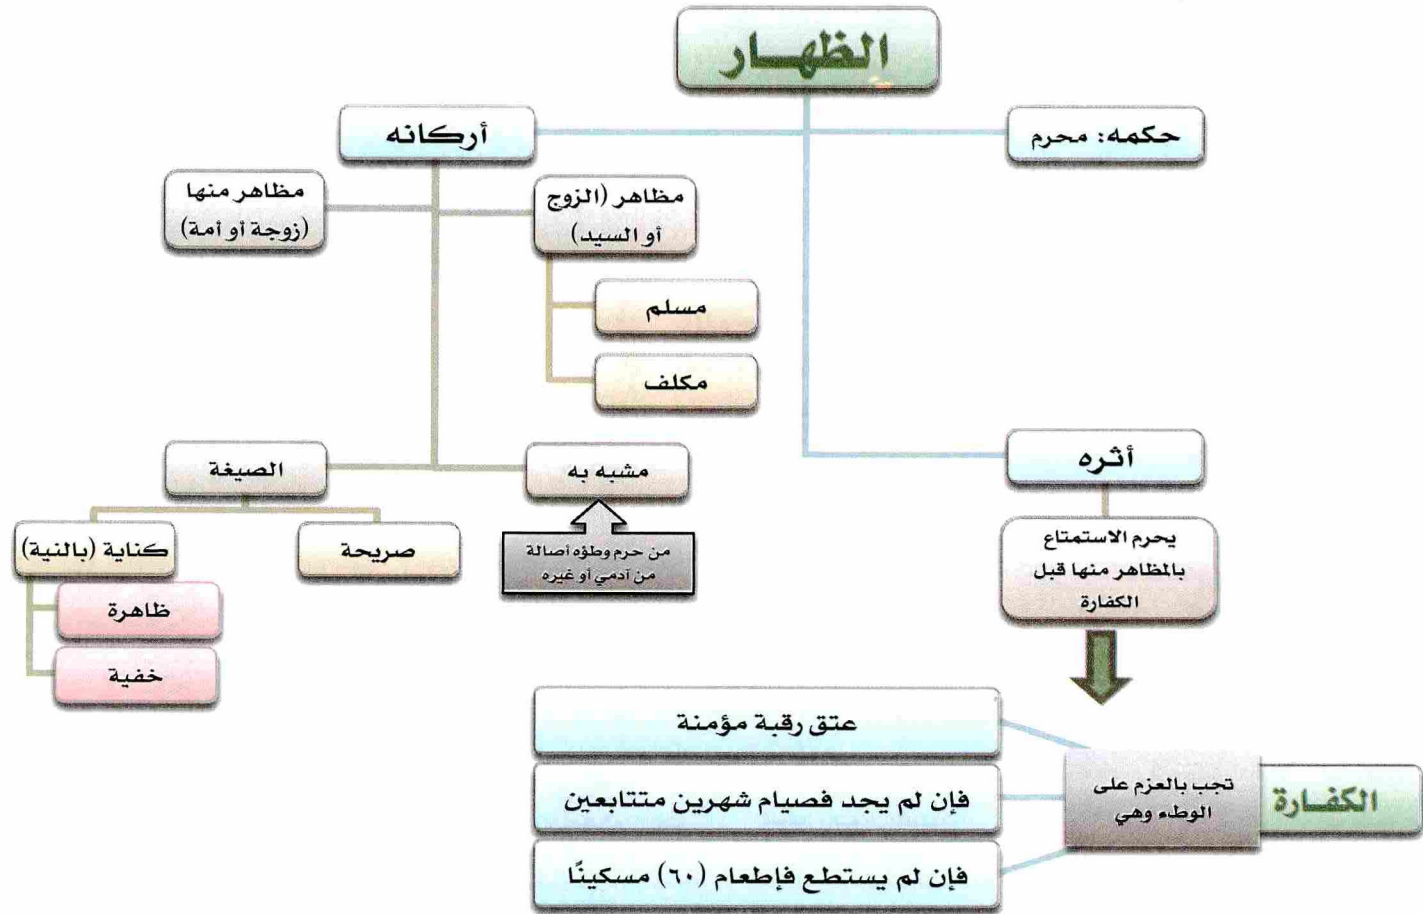 الظهار
حكمه: محرم
أركانه
مظاهر (الزوج
أو السيد)
مسلم
مكلف
مظاهر منها
(زوجة أو أمة)
مشبه به
من حرم وطؤه أصالة
من آدمي أو غيره
الصيغة
صريحة
كناية (بالنية)
ظاهرة
خفية
أثره
يحرم الاستمتاع
بالمظاهر منها قبل
الكفارة
الكفارة
تجب بالعزم على
الوطء وهي
عتق رقبة مؤمنة
فإن لم يجد فصيام شهرين متتابعين
فإن لم يستطع فإطعام (٦٠) مسكينًا